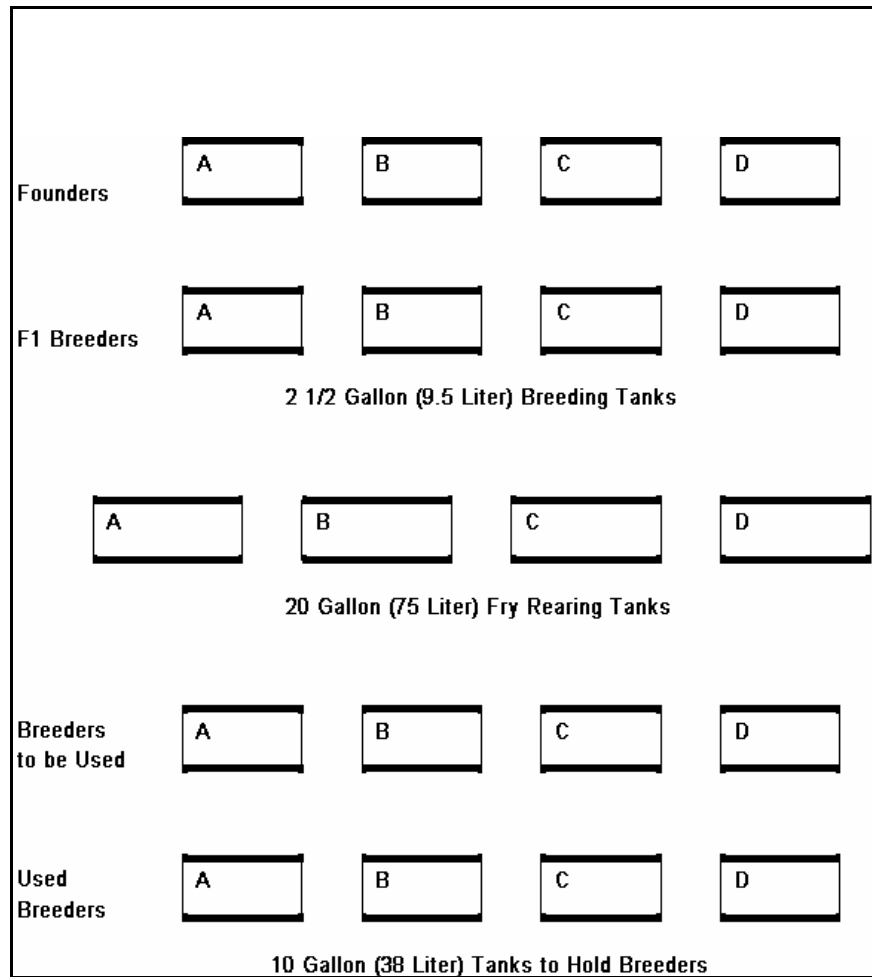 A B C D
Founders
A B C D
F1 Breeders
2 1/2 Gallon (9.5 Liter) Breeding Tanks
A B C D
20 Gallon (75 Liter) Fry Rearing Tanks
Breeders
to be Used
A B C D
Used
Breeders
A B C D
10 Gallon (38 Liter) Tanks to Hold Breeders